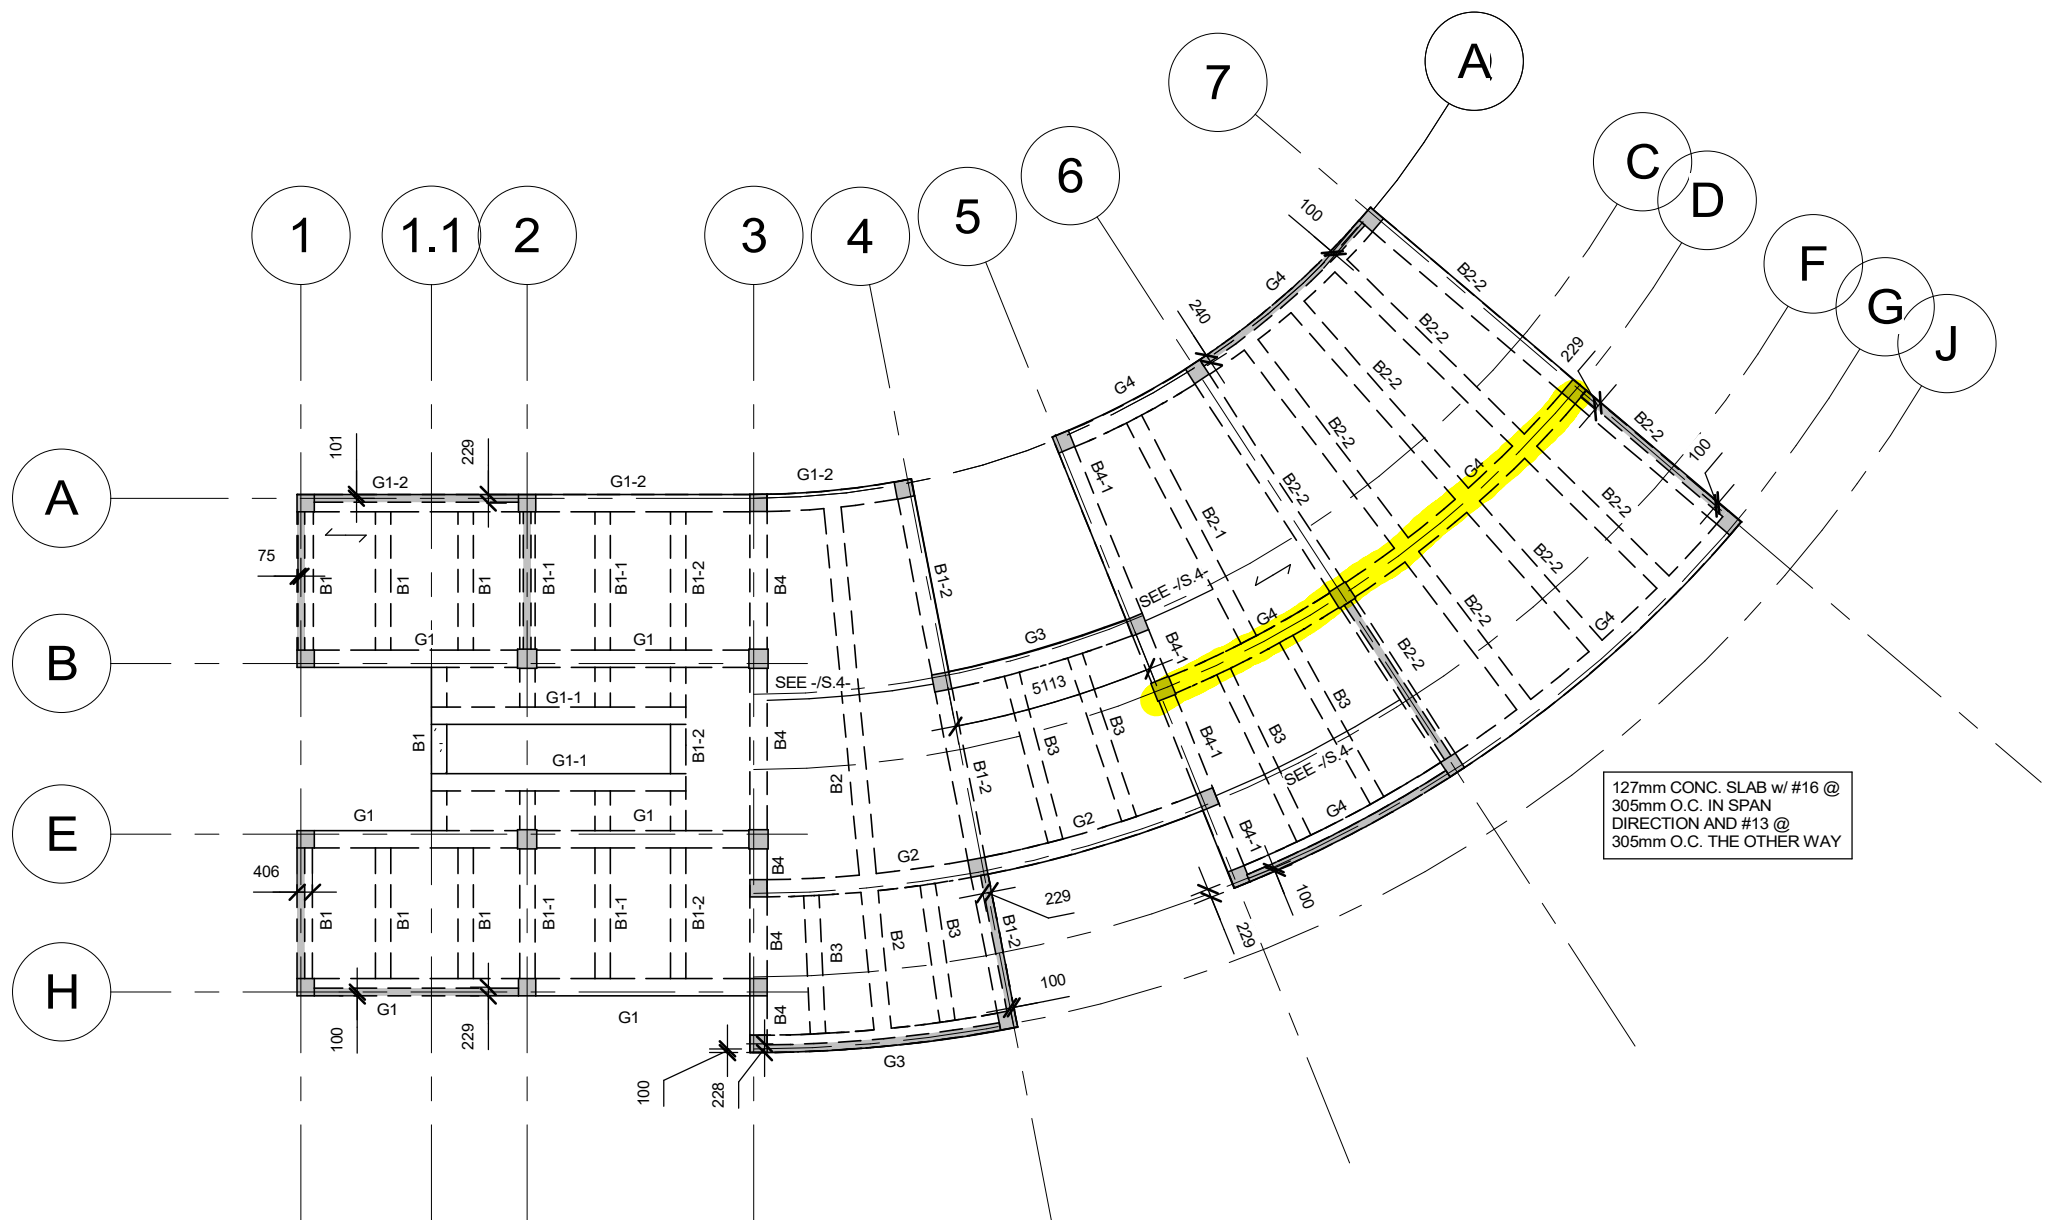 1
1.1
2
3
4
5
6
7
A
C
D
F
G
J
A
B
E
H
101
229
75
406
100
229
100
228
229
100
229
100
240
100
229
100
5113
G1-2
G1-2
G1-2
B1
B1
B1
B1-1
B1-1
B1-2
B4
B1-2
G1
G1
G1-1
G1-1
B1
B1-2
B4
B2
SEE -/S.4-
G3
B1-2
B3
B3
G1
G1
B4
G2
G2
B1
B1
B1
B1-1
B1-1
B1-2
B4
B3
B2
B3
B1-2
B4
G1
G1
G3
G4
G4
B4-1
B2-1
B2-2
B2-2
B2-2
B2-2
B2-2
SEE -/S.4-
B4-1
G4
G4
B2-2
B4-1
B3
B3
B2-2
B2-2
B2-2
B2-2
SEE -/S.4-
B4-1
G4
G4
127mm CONC. SLAB w/ #16 @
305mm O.C. IN SPAN
DIRECTION AND #13 @
305mm O.C. THE OTHER WAY